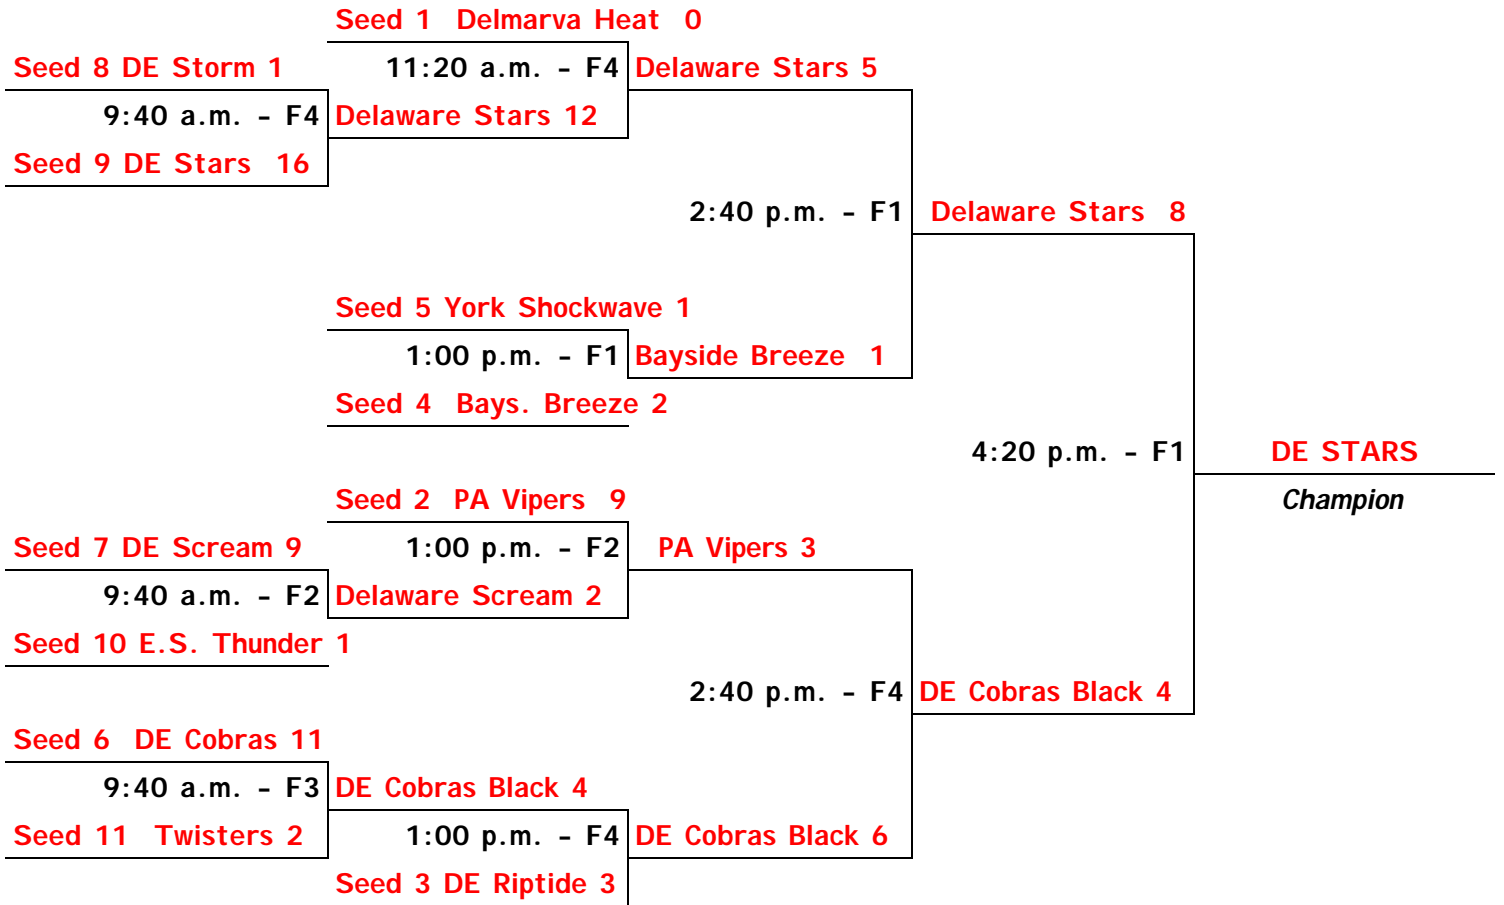 Seed 1 Delmarva Heat 0
Seed 8 DE Storm 1
11:20 a.m. - F4
Delaware Stars 5
9:40 a.m. - F4
Delaware Stars 12
Seed 9 DE Stars 16
2:40 p.m. - F1
Delaware Stars 8
Seed 5 York Shockwave 1
1:00 p.m. - F1
Bayside Breeze 1
Seed 4 Bays. Breeze 2
4:20 p.m. - F1
DE STARS
Seed 2 PA Vipers 9
Champion
Seed 7 DE Scream 9
1:00 p.m. - F2
PA Vipers 3
9:40 a.m. - F2
Delaware Scream 2
Seed 10 E.S. Thunder 1
2:40 p.m. - F4
DE Cobras Black 4
Seed 6 DE Cobras 11
9:40 a.m. - F3
DE Cobras Black 4
Seed 11 Twisters 2
1:00 p.m. - F4
DE Cobras Black 6
Seed 3 DE Riptide 3